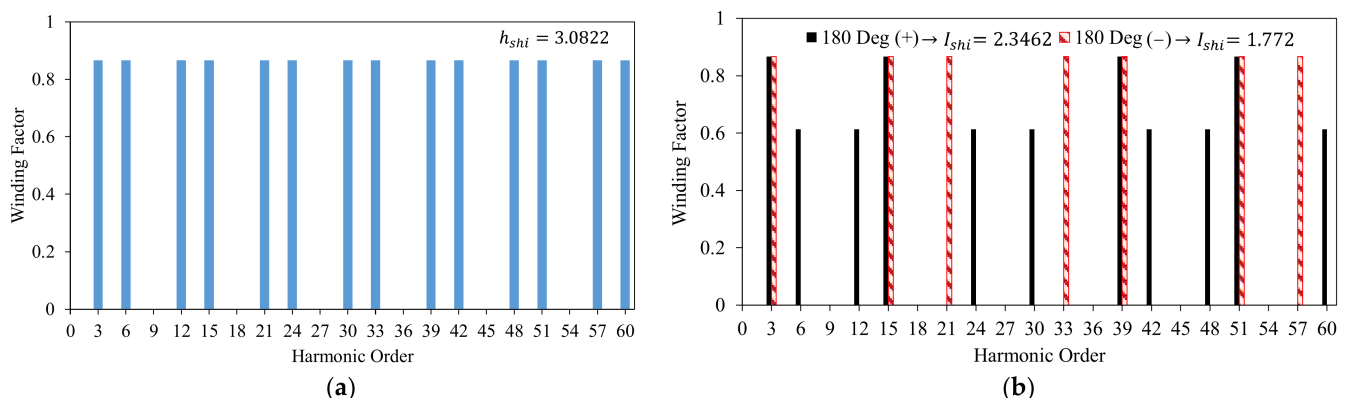 (a)
(b)
h_shi = 3.0822
180 Deg (+) → I_shi = 2.3462 180 Deg (−) → I_shi = 1.772
Winding Factor
1
0.8
0.6
0.4
0.2
0
0 3 6 9 12 15 18 21 24 27 30 33 36 39 42 45 48 51 54 57 60
Harmonic Order
Winding Factor
1
0.8
0.6
0.4
0.2
0
0 3 6 9 12 15 18 21 24 27 30 33 36 39 42 45 48 51 54 57 60
Harmonic Order